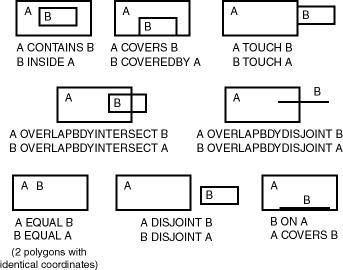 A B
A CONTAINS B
B INSIDE A
A B
A COVERS B
B COVEREDBY A
A B
A TOUCH B
B TOUCH A
A B
A OVERLAPBDYINTERSECT B
B OVERLAPBDYINTERSECT A
A B
A OVERLAPBDYDISJOINT B
B OVERLAPBDYDISJOINT A
A B
A EQUAL B
B EQUAL A
(2 polygons with
identical coordinates)
A B
A DISJOINT B
B DISJOINT A
A B
B ON A
A COVERS B